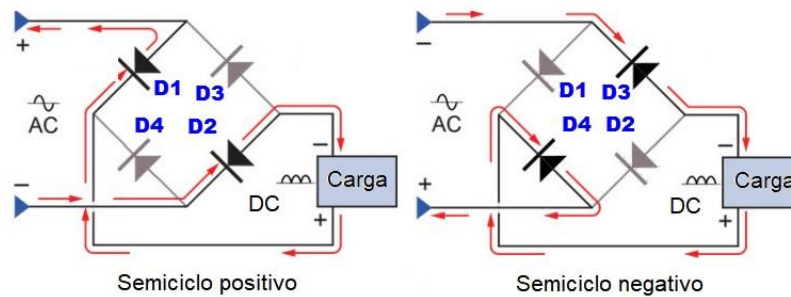 +
D1
D3
AC
D4
D2
−
Carga
−
DC
+
Semiciclo positivo
−
D1
D3
AC
D4
D2
−
Carga
+
DC
+
Semiciclo negativo